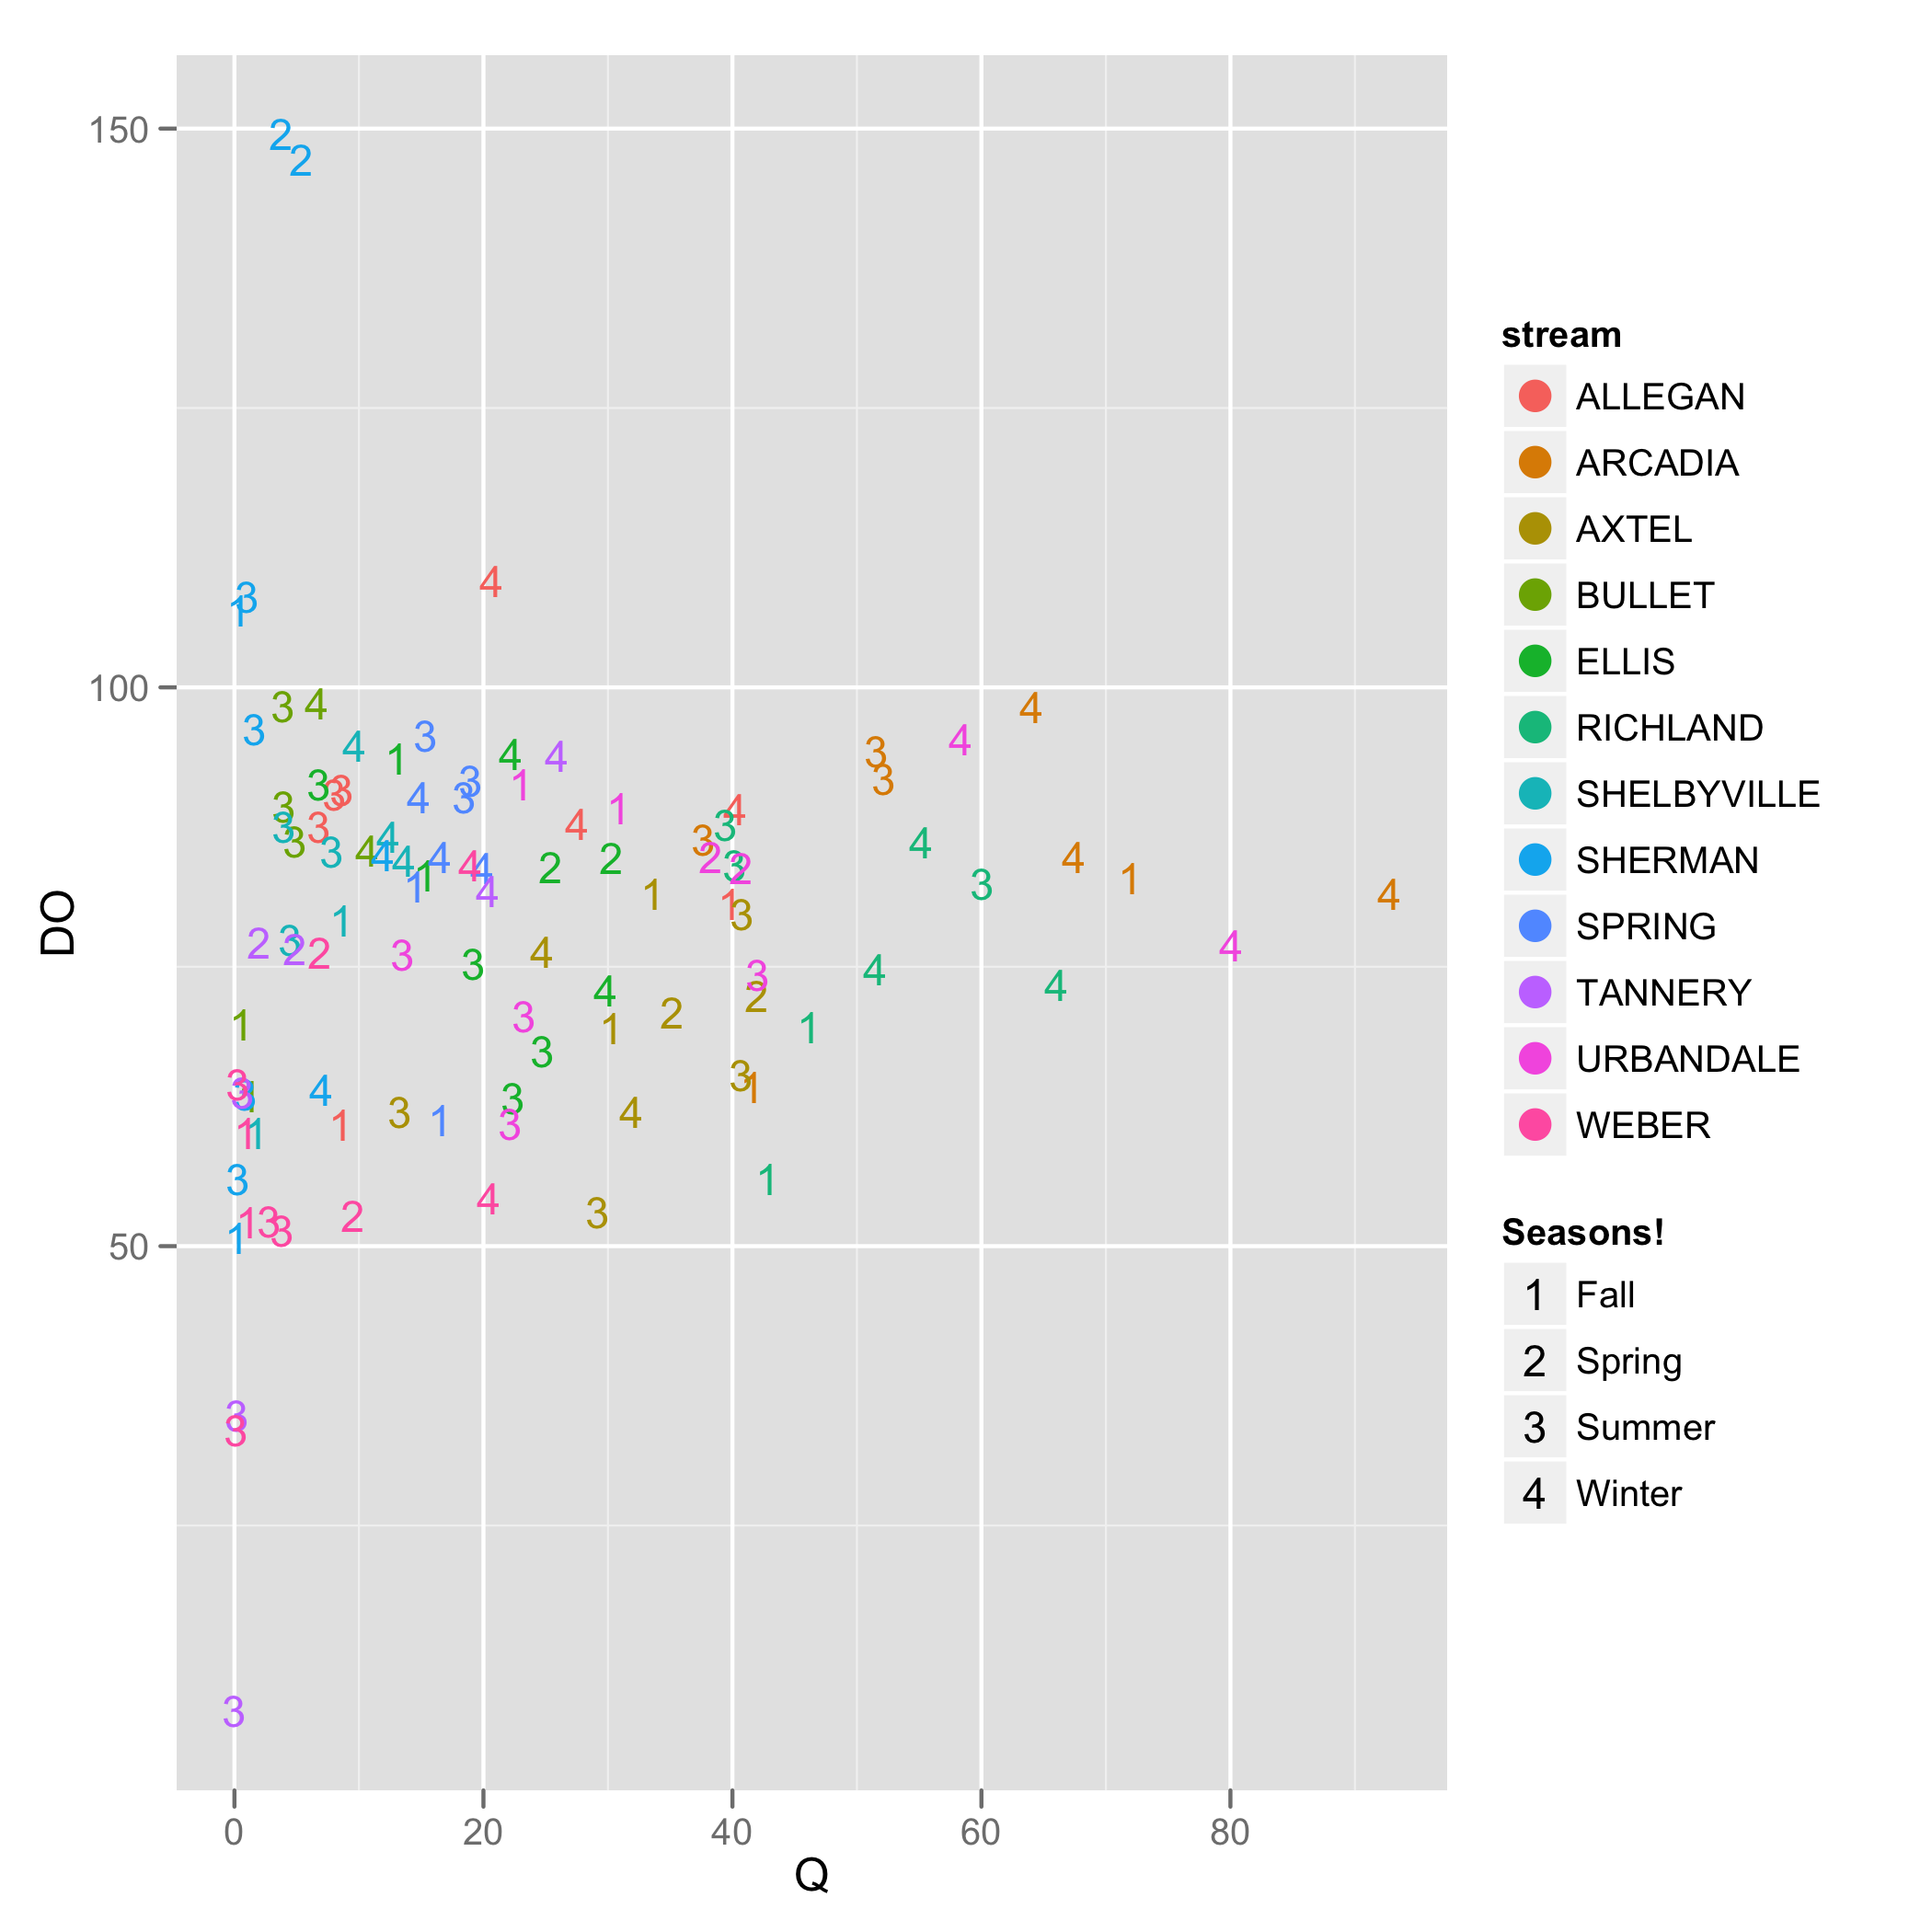 150
100
50
DO
0 20 40 60 80
Q
stream
ALLEGAN
ARCADIA
AXTEL
BULLET
ELLIS
RICHLAND
SHELBYVILLE
SHERMAN
SPRING
TANNERY
URBANDALE
WEBER
Seasons!
1 Fall
2 Spring
3 Summer
4 Winter